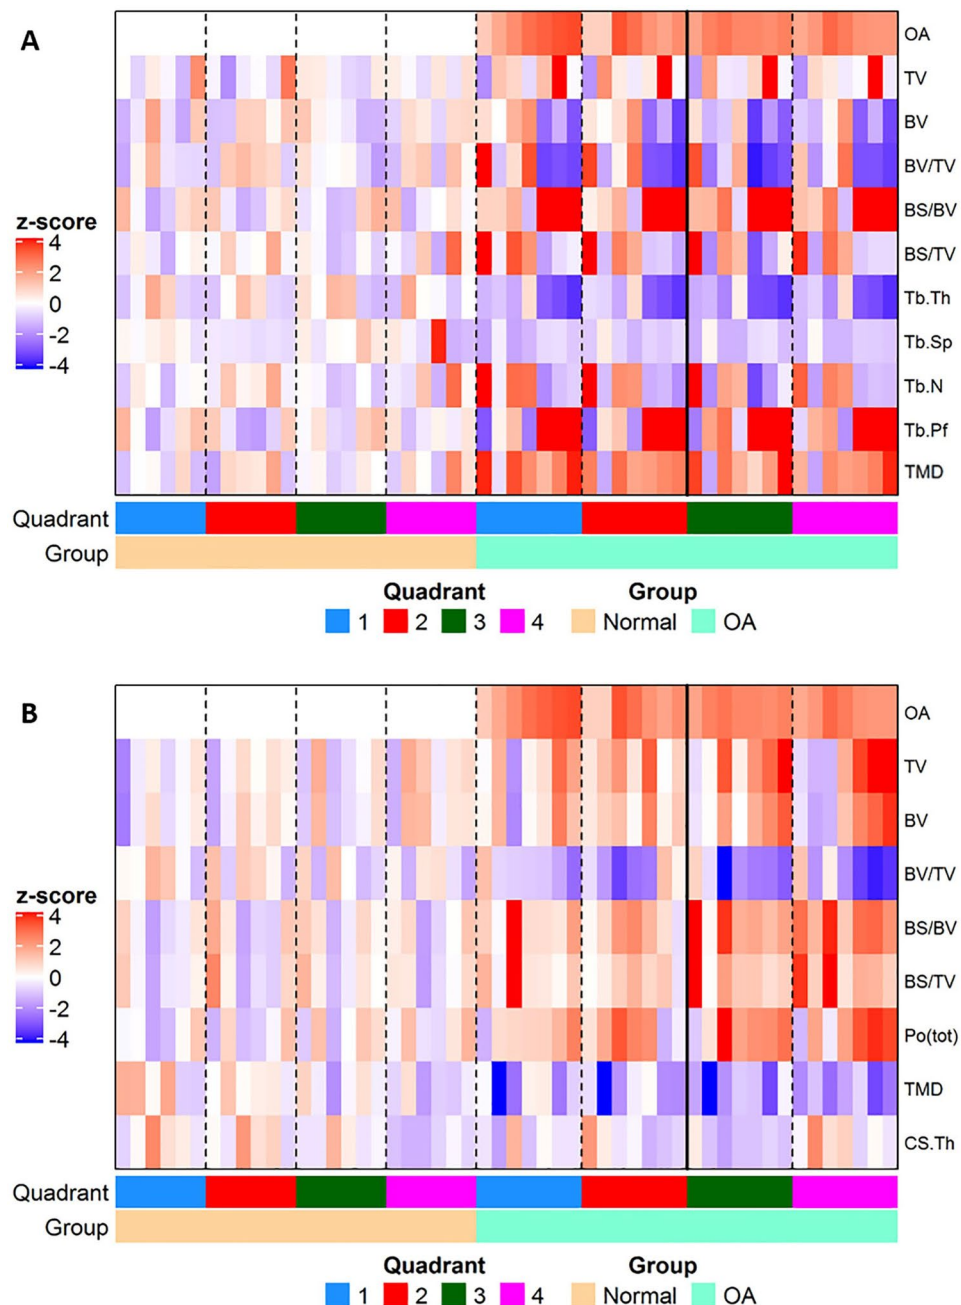 A
OA
TV
BV
BV/TV
BS/BV
BS/TV
Tb.Th
Tb.Sp
Tb.N
Tb.Pf
TMD
z-score
4
2
0
-2
-4
Quadrant
Group
Quadrant Group
1 2 3 4 Normal OA
B
OA
TV
BV
BV/TV
BS/BV
BS/TV
Po(tot)
TMD
CS.Th
z-score
4
2
0
-2
-4
Quadrant
Group
Quadrant Group
1 2 3 4 Normal OA